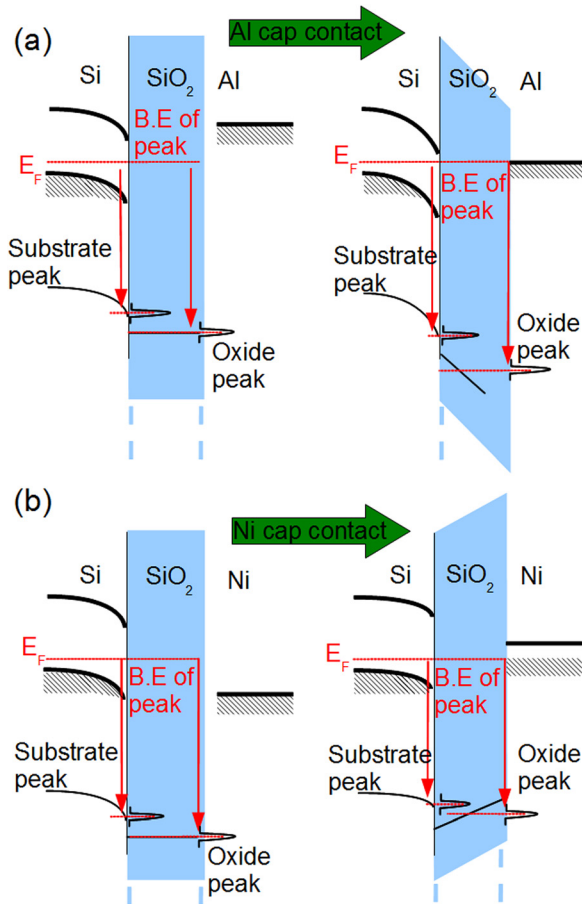 (a)
Al cap contact
Si
SiO2
Al
B.E of
peak
EF
Substrate
peak
Oxide
peak
Si
SiO2
Al
EF
B.E of
peak
Substrate
peak
Oxide
peak
(b)
Ni cap contact
Si
SiO2
Ni
EF
B.E of
peak
Substrate
peak
Oxide
peak
Si
SiO2
Ni
EF
B.E of
peak
Substrate
peak
Oxide
peak